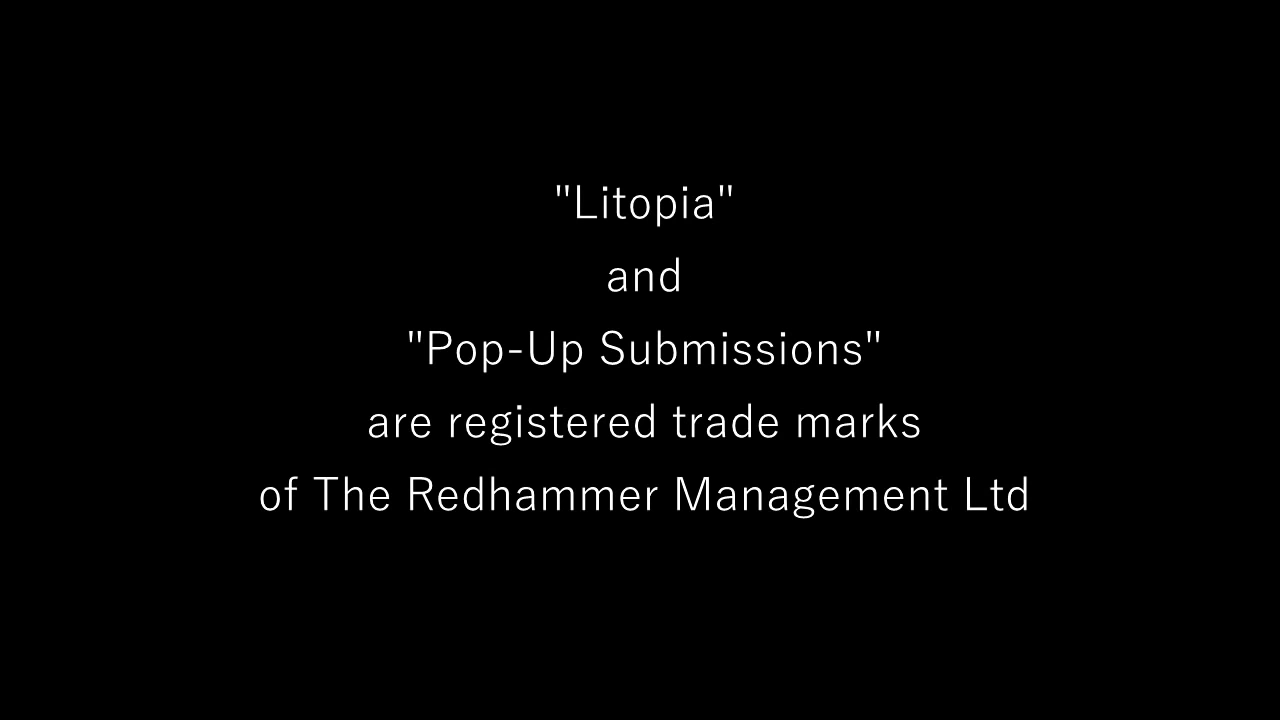 "Litopia"
and
"Pop-Up Submissions"
are registered trade marks
of The Redhammer Management Ltd